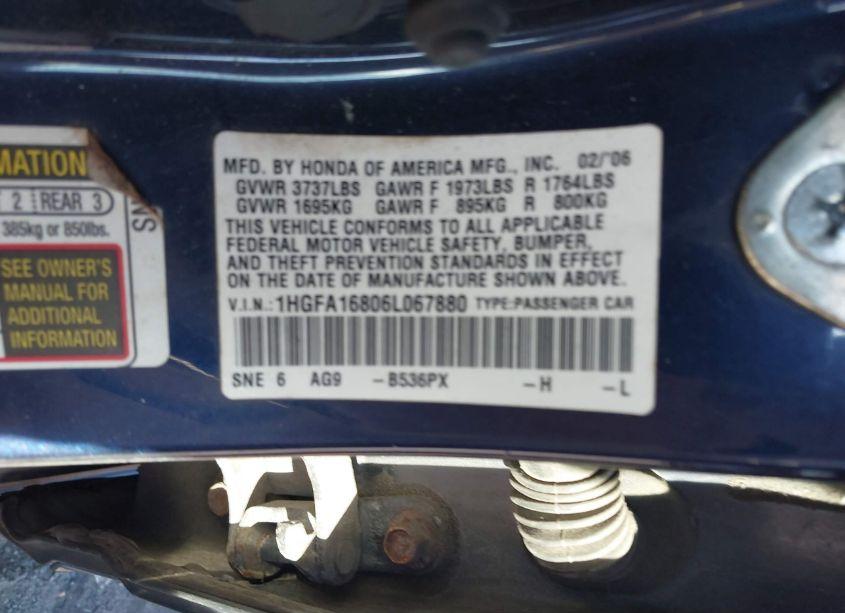 MATION
T 2 REAR 3
385kg or 850lbs.
SEE OWNER'S
MANUAL FOR
ADDITIONAL
INFORMATION
NS
MFD. BY HONDA OF AMERICA MFG., INC. 02/'06
GVWR 3737LBS GAWR F 1973LBS R 1764LBS
GVWR 1695KG GAWR F 895KG R 800KG
THIS VEHICLE CONFORMS TO ALL APPLICABLE
FEDERAL MOTOR VEHICLE SAFETY, BUMPER,
AND THEFT PREVENTION STANDARDS IN EFFECT
ON THE DATE OF MANUFACTURE SHOWN ABOVE.
V.I.N.:1HGFA16806L067880 TYPE:PASSENGER CAR
SNE 6 AG9 -B536PX -H -L